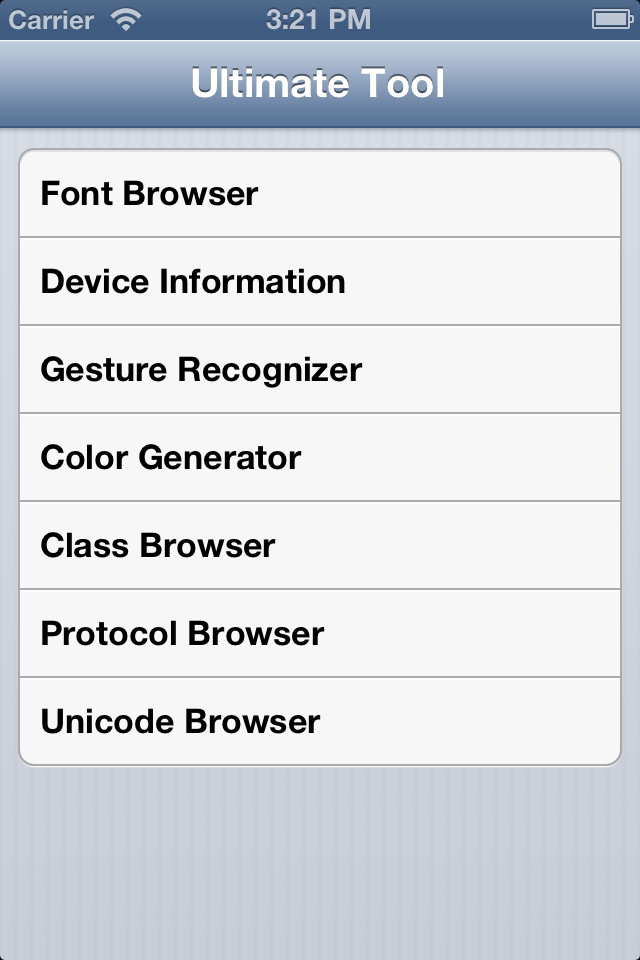 Carrier 3:21 PM
Ultimate Tool
Font Browser
Device Information
Gesture Recognizer
Color Generator
Class Browser
Protocol Browser
Unicode Browser